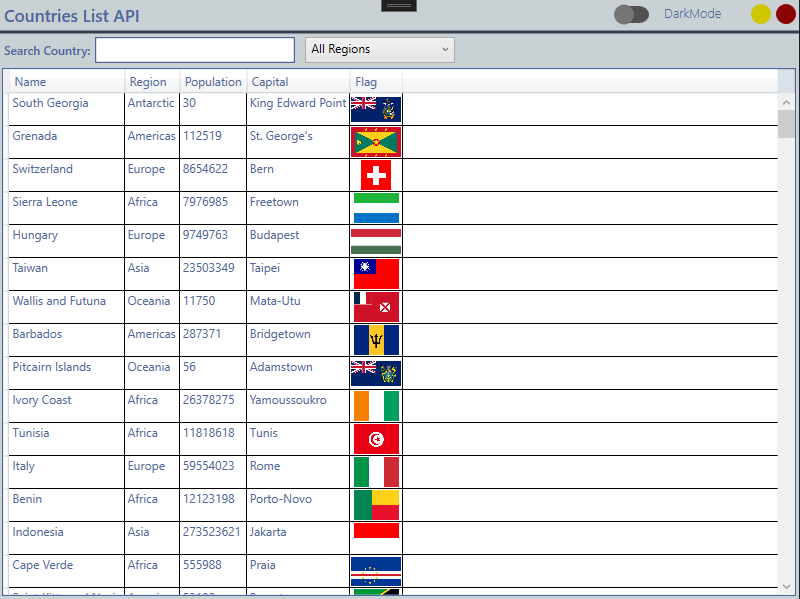 Countries List API
DarkMode
Search Country:
All Regions
Name Region Population Capital Flag
South Georgia Antarctic 30 King Edward Point
Grenada Americas 112519 St. George's
Switzerland Europe 8654622 Bern
Sierra Leone Africa 7976985 Freetown
Hungary Europe 9749763 Budapest
Taiwan Asia 23503349 Taipei
Wallis and Futuna Oceania 11750 Mata-Utu
Barbados Americas 287371 Bridgetown
Pitcairn Islands Oceania 56 Adamstown
Ivory Coast Africa 26378275 Yamoussoukro
Tunisia Africa 11818618 Tunis
Italy Europe 59554023 Rome
Benin Africa 12123198 Porto-Novo
Indonesia Asia 273523621 Jakarta
Cape Verde Africa 555988 Praia